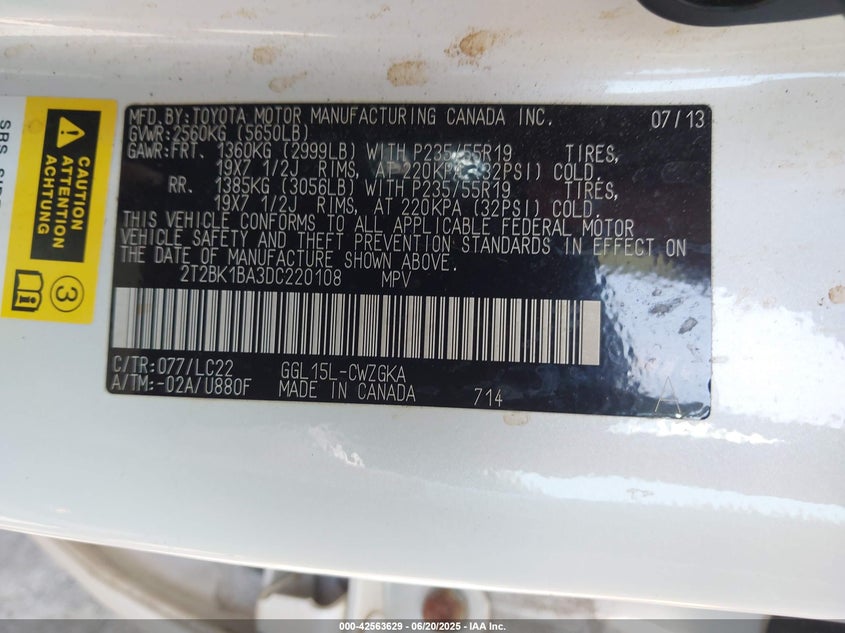 MFD.BY:TOYOTA MOTOR MANUFACTURING CANADA INC. 07/13
GVWR:2560KG (5650LB)
GAWR:FRT. 1360KG (2999LB) WITH P235/55R19 TIRES,
19X7 1/2J RIMS, AT 220KPA (32PSI) COLD.
RR. 1385KG (3056LB) WITH P235/55R19 TIRES,
19X7 1/2J RIMS, AT 220KPA (32PSI) COLD.
THIS VEHICLE CONFORMS TO ALL APPLICABLE FEDERAL MOTOR
VEHICLE SAFETY AND THEFT PREVENTION STANDARDS IN EFFECT ON
THE DATE OF MANUFACTURE SHOWN ABOVE.
2T2BK1BA3DC220108 MPV
C/TR:077/LC22 GGL15L-CWZGKA
A/TM:-02A/U880F MADE IN CANADA 714
A
CAUTION
ATTENTION
3
SRS
000-42563629 - 06/20/2025 - IAA Inc.